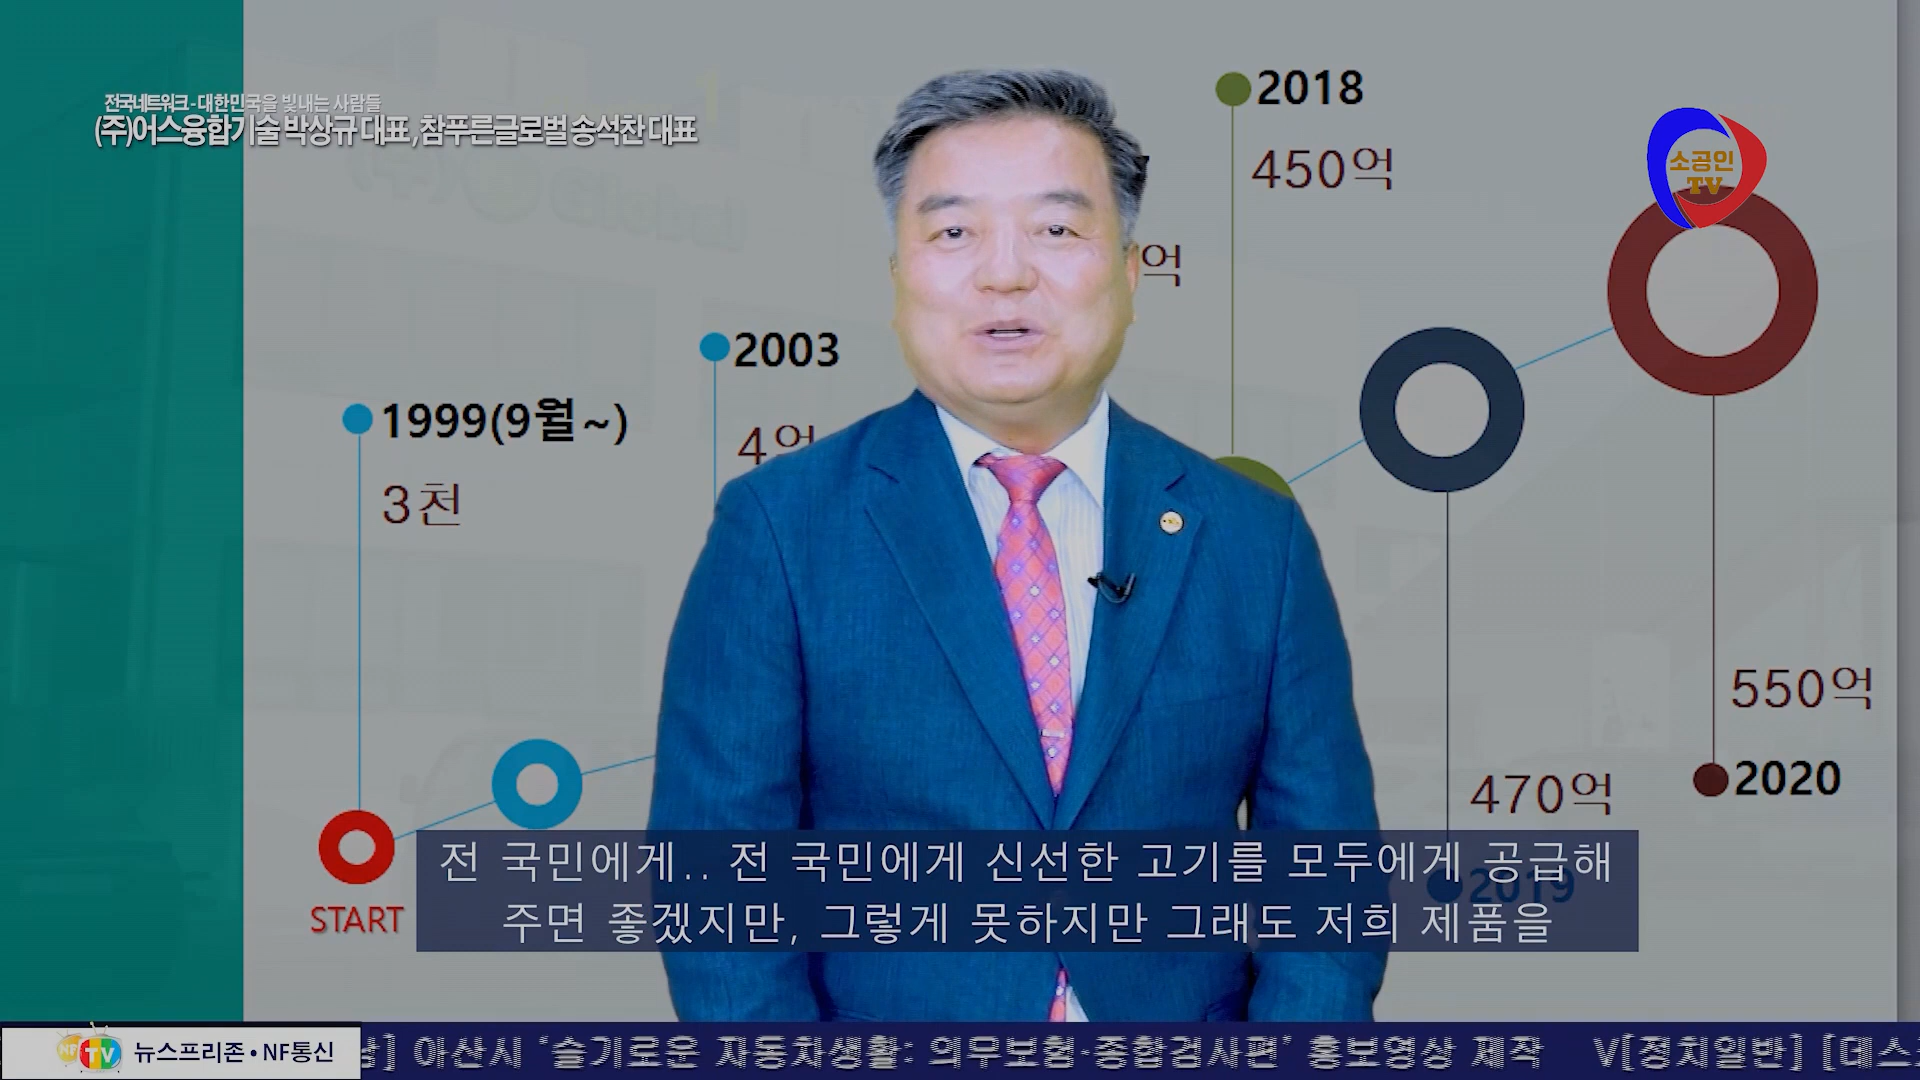 전국네트워크 - 대한민국을 빛내는 사람들
(주)어스융합기술 박상규 대표, 참푸른글로벌 송석찬 대표
2018
450억
소공인
TV
억
2003
4억
1999(9월~)
3천
550억
2020
470억
2019
START
전 국민에게.. 전 국민에게 신선한 고기를 모두에게 공급해
주면 좋겠지만, 그렇게 못하지만 그래도 저희 제품을
NF TV 뉴스프리존 • NF통신
남] 아산시 ‘슬기로운 자동차생활: 의무보험·종합검사편’ 홍보영상 제작 V[정치일반] [데스